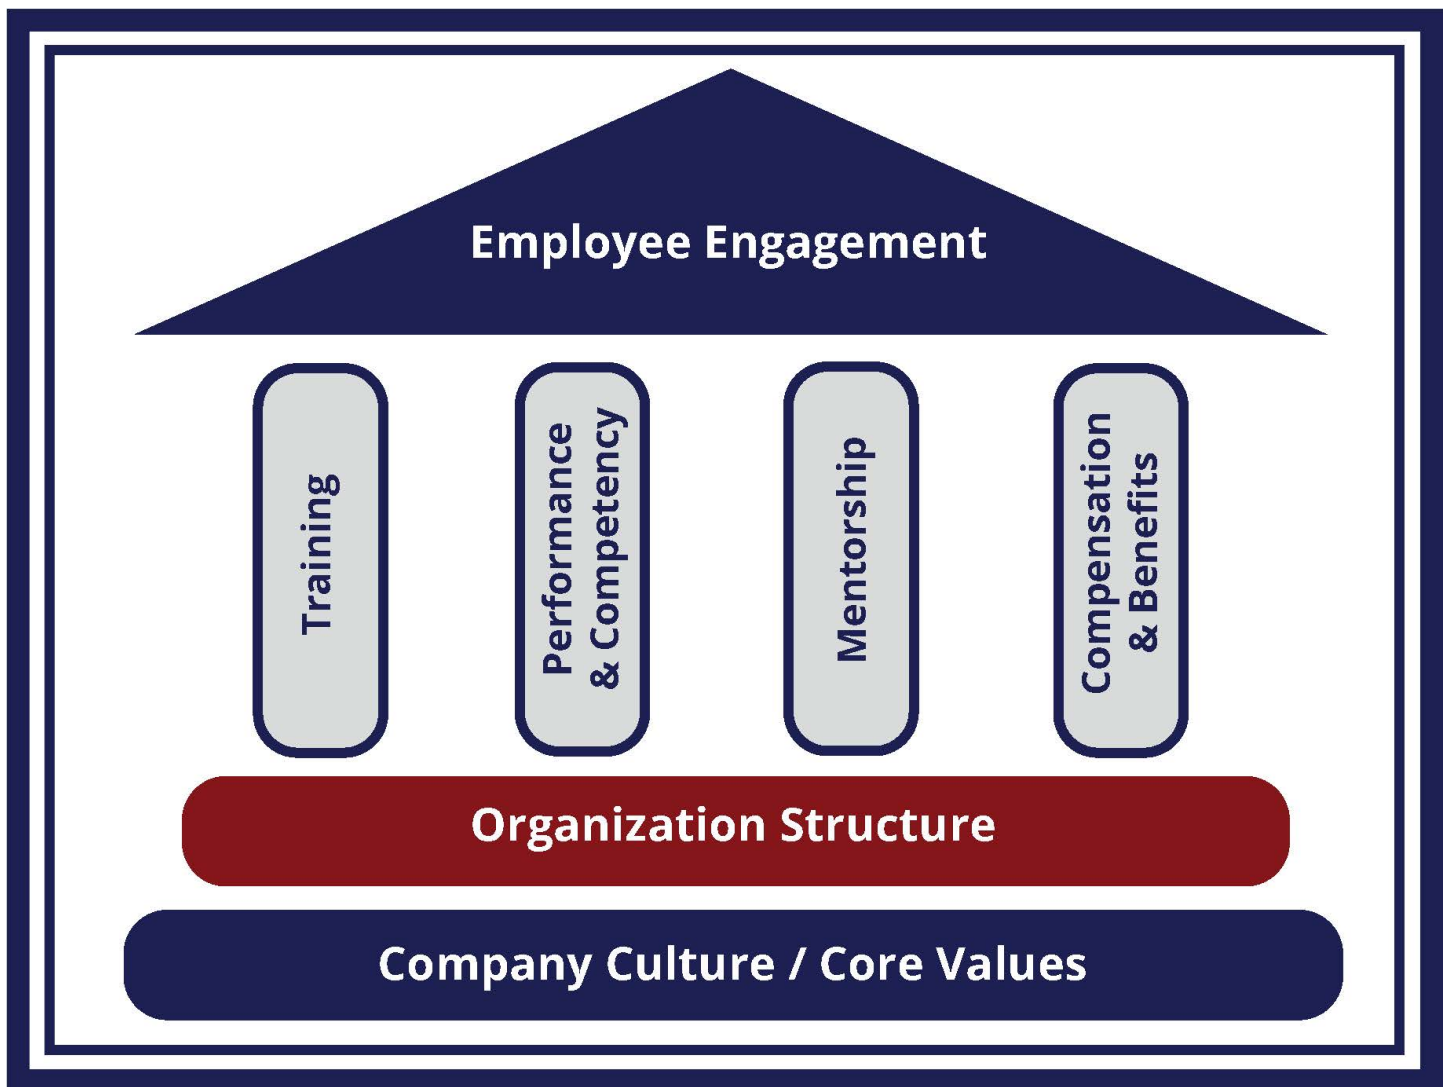 Employee Engagement
Training
Performance
& Competency
Mentorship
Compensation
& Benefits
Organization Structure
Company Culture / Core Values